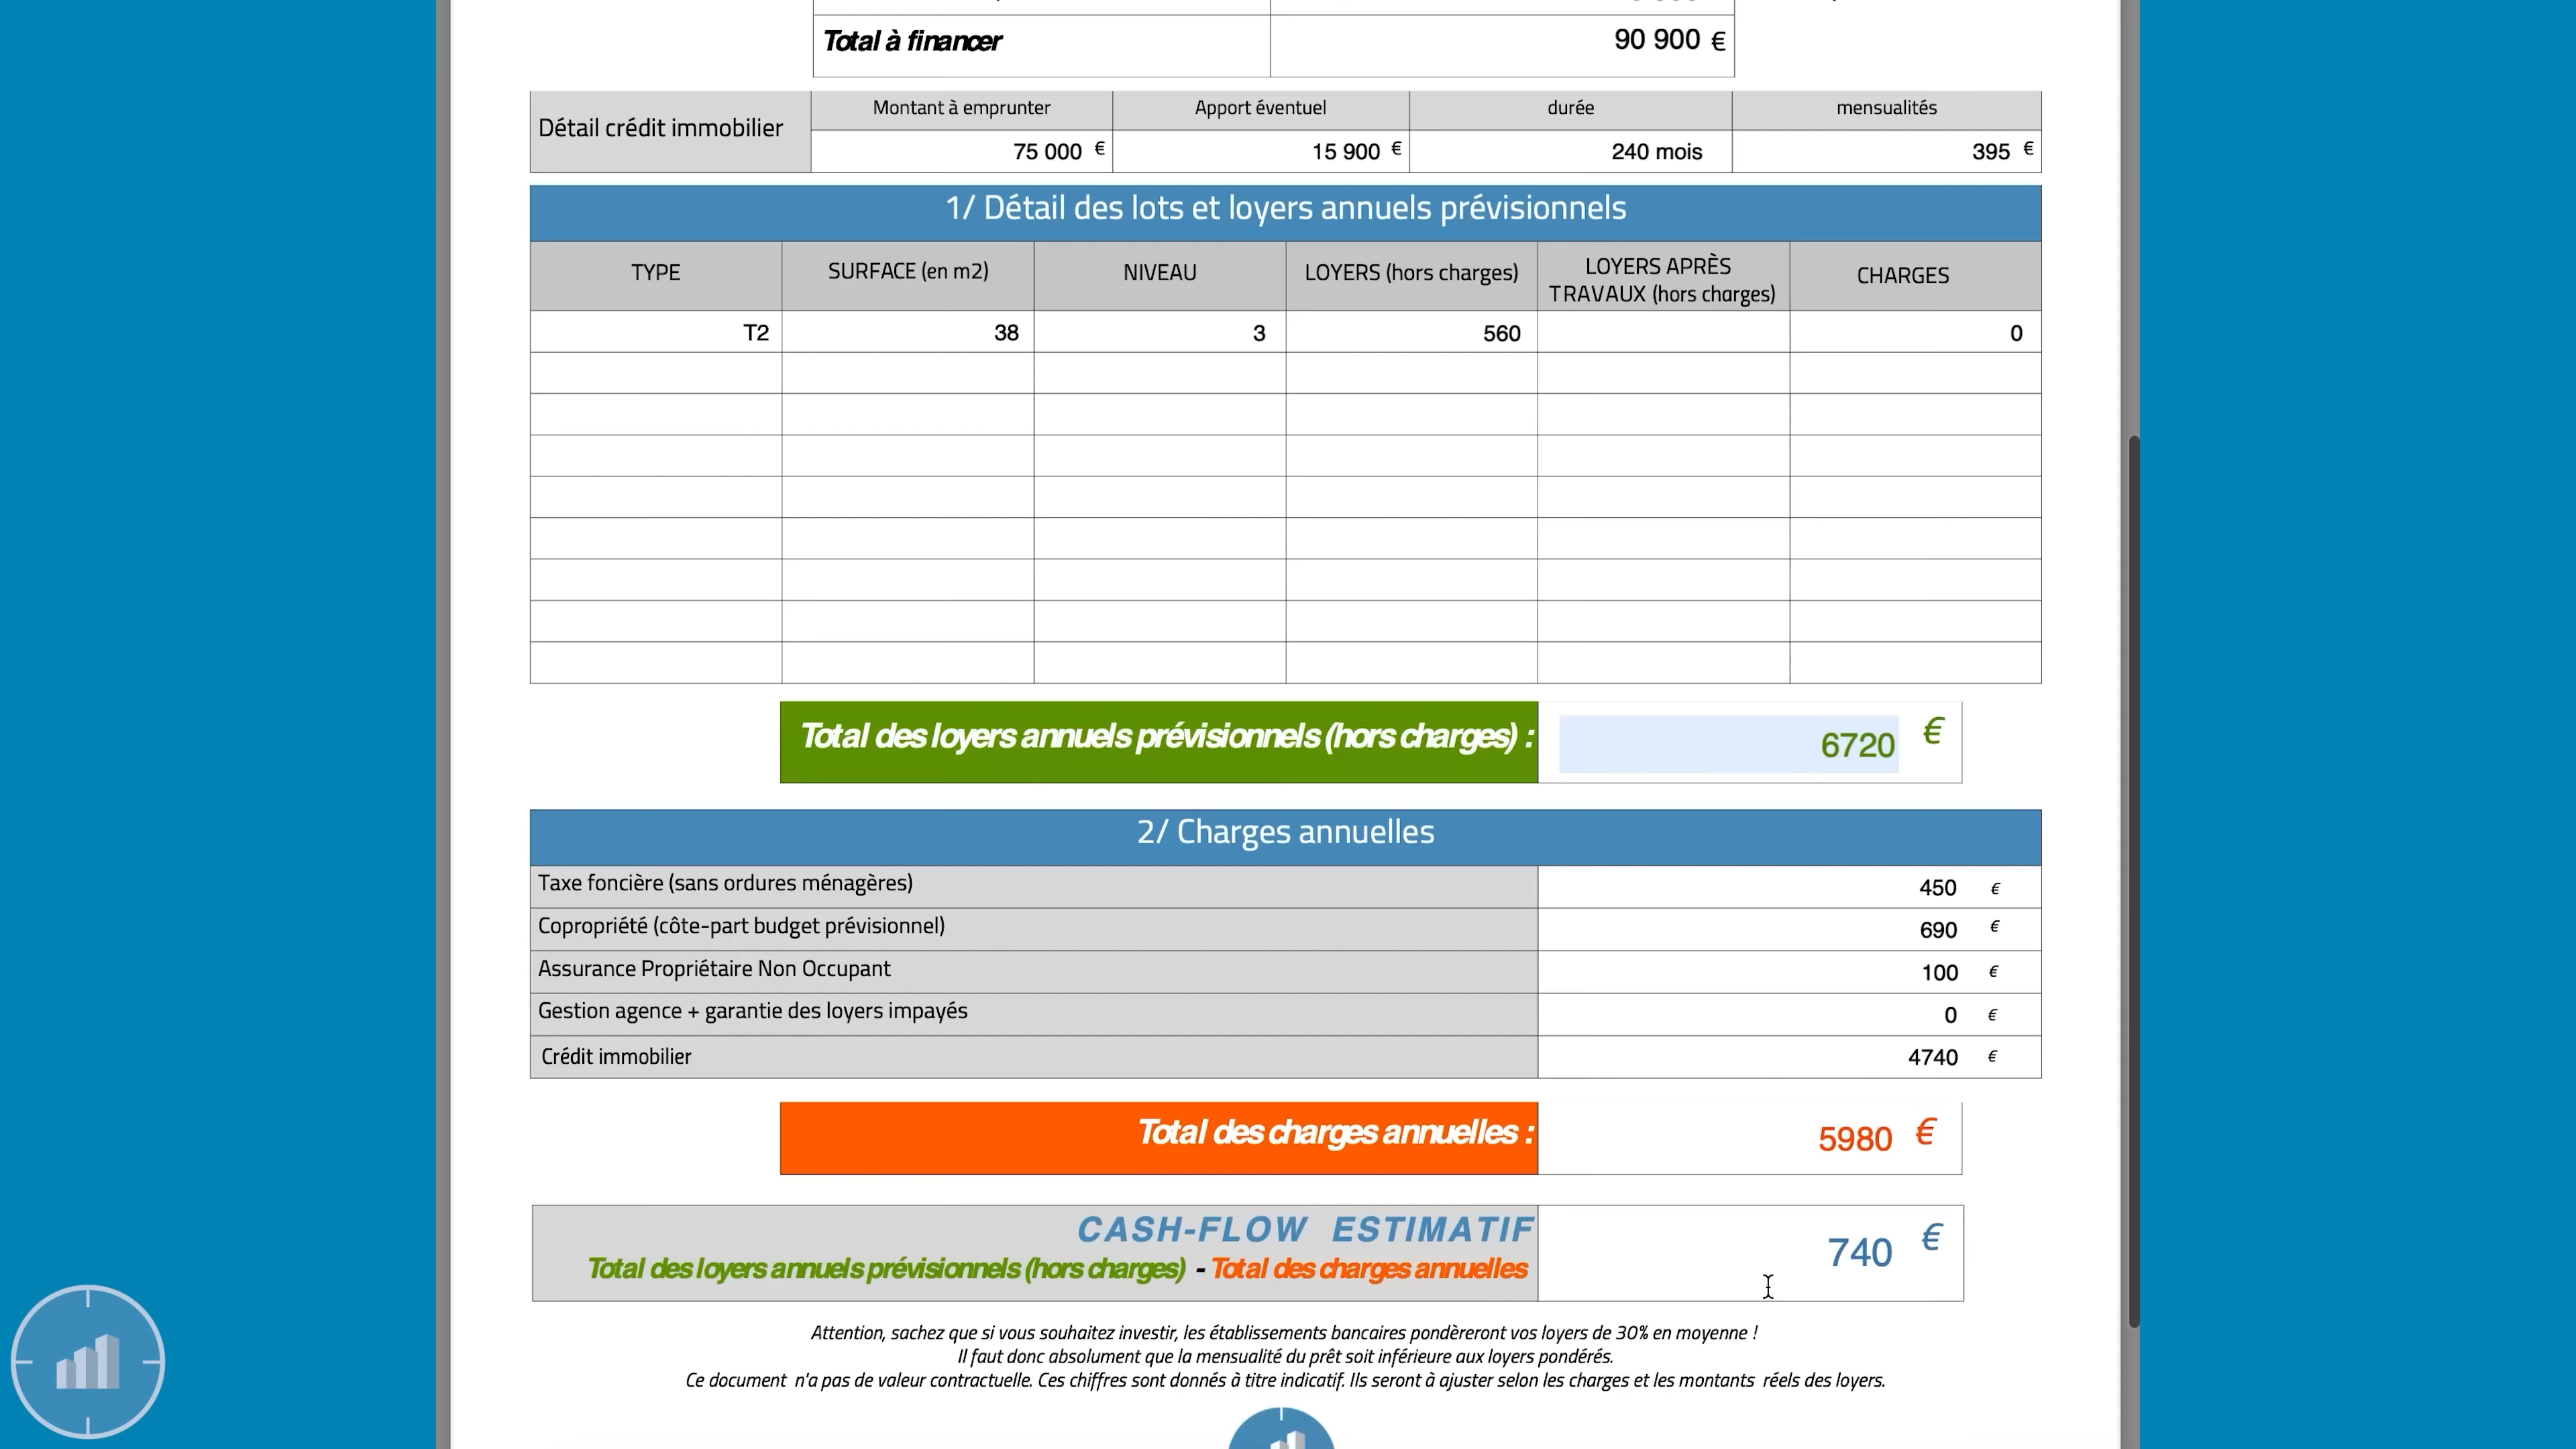 Total à financer 90 900 €
Détail crédit immobilier
Montant à emprunter Apport éventuel durée mensualités
75 000 € 15 900 € 240 mois 395 €
1/ Détail des lots et loyers annuels prévisionnels
TYPE SURFACE (en m2) NIVEAU LOYERS (hors charges) LOYERS APRÈS TRAVAUX (hors charges) CHARGES
T2 38 3 560 0
Total des loyers annuels prévisionnels (hors charges) : 6720 €
2/ Charges annuelles
Taxe foncière (sans ordures ménagères) 450 €
Copropriété (côte-part budget prévisionnel) 690 €
Assurance Propriétaire Non Occupant 100 €
Gestion agence + garantie des loyers impayés 0 €
Crédit immobilier 4740 €
Total des charges annuelles : 5980 €
CASH-FLOW ESTIMATIF
Total des loyers annuels prévisionnels (hors charges) - Total des charges annuelles 740 €
Attention, sachez que si vous souhaitez investir, les établissements bancaires pondèreront vos loyers de 30% en moyenne !
Il faut donc absolument que la mensualité du prêt soit inférieure aux loyers pondérés.
Ce document n'a pas de valeur contractuelle. Ces chiffres sont donnés à titre indicatif. Ils seront à ajuster selon les charges et les montants réels des loyers.